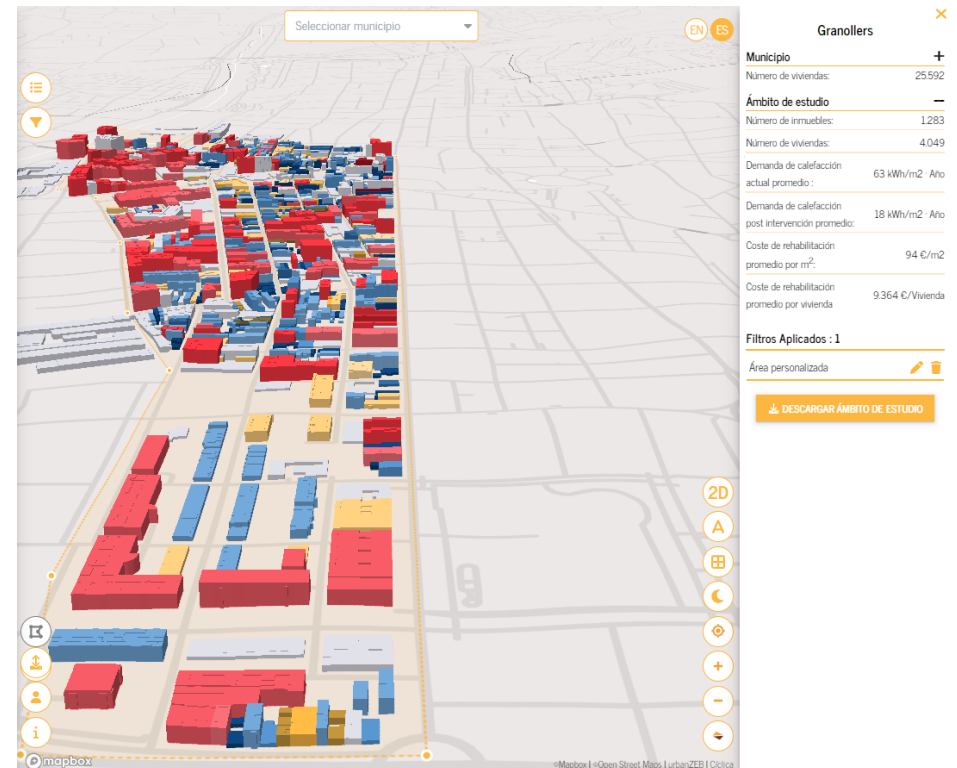 Seleccionar municipio
EN ES
Granollers
Municipio
Número de viviendas: 25.592
Ámbito de estudio
Número de inmuebles: 1.283
Número de viviendas: 4.049
Demanda de calefacción
actual promedio : 63 kWh/m2 · Año
Demanda de calefacción
post intervención promedio: 18 kWh/m2 · Año
Coste de rehabilitación
promedio por m2: 94 €/m2
Coste de rehabilitación
promedio por vivienda 9.364 €/Vivienda
Filtros Aplicados : 1
Área personalizada
DESCARGAR ÁMBITO DE ESTUDIO
2D
A
i
mapbox
©Mapbox | ©Open Street Maps | urbanZEB | Cíclica